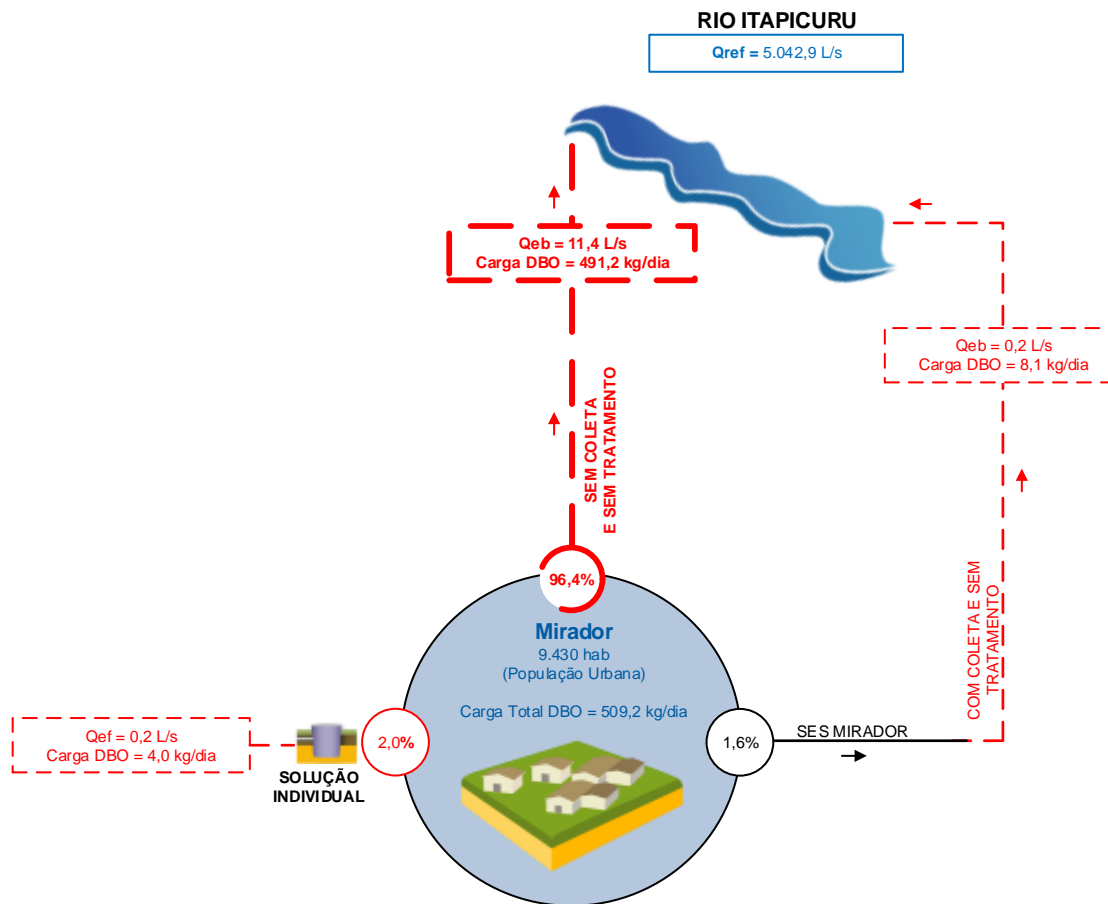 RIO ITAPICURU
Qref = 5.042,9 L/s
Qeb = 11,4 L/s
Carga DBO = 491,2 kg/dia
Qeb = 0,2 L/s
Carga DBO = 8,1 kg/dia
SEM COLETA
E SEM TRATAMENTO
COM COLETA E SEM
TRATAMENTO
96,4%
Mirador
9.430 hab
(População Urbana)
Carga Total DBO = 509,2 kg/dia
Qef = 0,2 L/s
Carga DBO = 4,0 kg/dia
SOLUÇÃO
INDIVIDUAL
2,0%
1,6%
SES MIRADOR